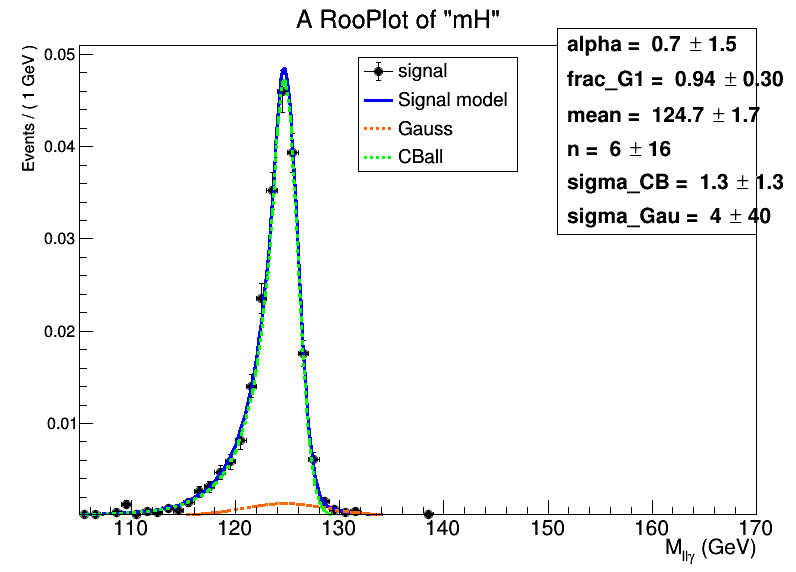 A RooPlot of "mH"
Events / ( 1 GeV )
0.05
0.04
0.03
0.02
0.01
signal
Signal model
Gauss
CBall
alpha = 0.7 ± 1.5
frac_G1 = 0.94 ± 0.30
mean = 124.7 ± 1.7
n = 6 ± 16
sigma_CB = 1.3 ± 1.3
sigma_Gau = 4 ± 40
110 120 130 140 150 160 170
M_{llγ} (GeV)